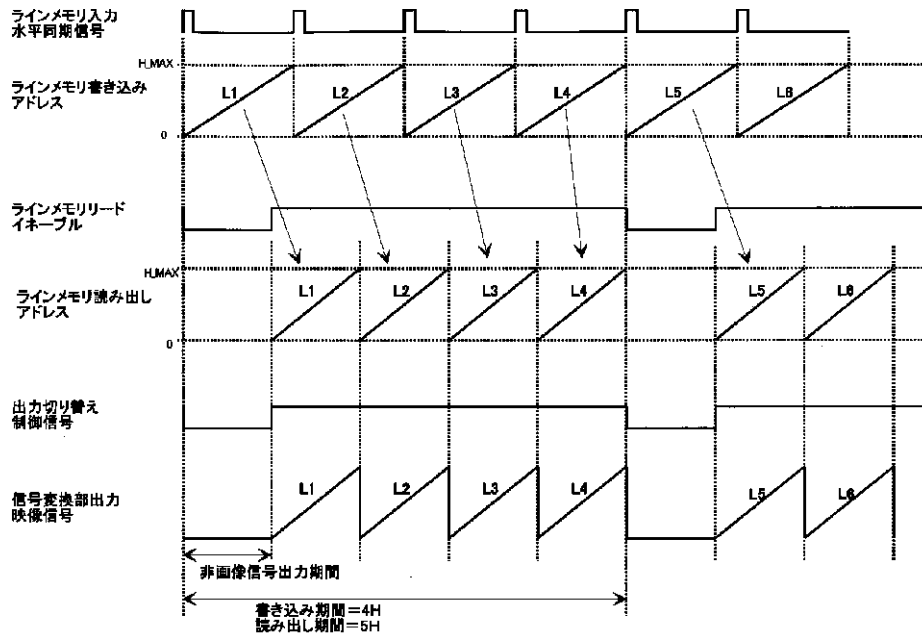 ラインメモリ入力
水平同期信号
H_MAX
ラインメモリ書き込み
アドレス
L1
L2
L3
L4
L5
L6
0
ラインメモリリード
イネーブル
H_MAX
ラインメモリ読み出し
アドレス
L1
L2
L3
L4
L5
L6
0
出力切り替え
制御信号
信号変換部出力
映像信号
L1
L2
L3
L4
L5
L6
非画像信号出力期間
書き込み期間=4H
読み出し期間=5H